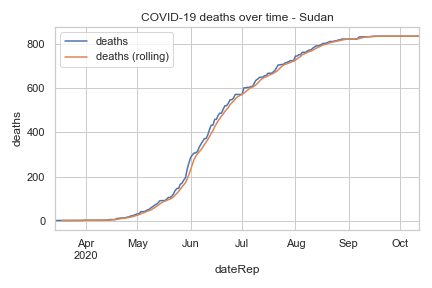 COVID-19 deaths over time - Sudan
deaths
deaths (rolling)
deaths
800
600
400
200
0
Apr
2020
May
Jun
Jul
Aug
Sep
Oct
dateRep